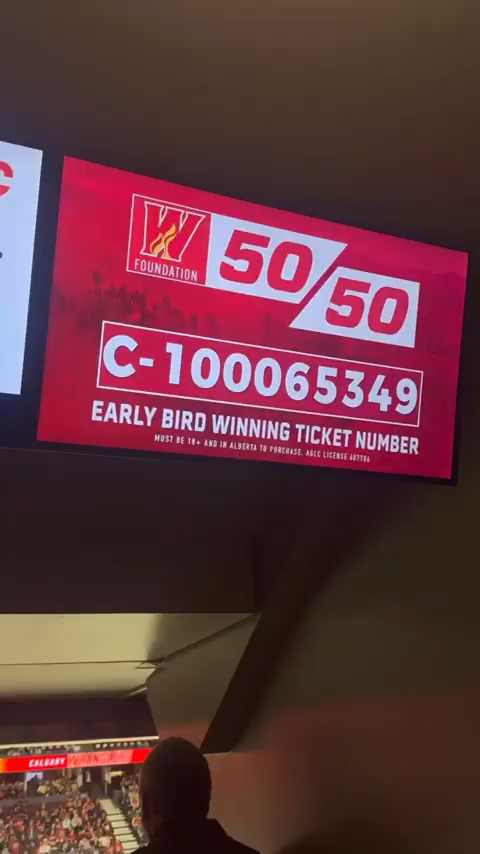 C
W
FOUNDATION
50/50
C-100065349
EARLY BIRD WINNING TICKET NUMBER
MUST BE 18+ AND IN ALBERTA TO PURCHASE. AGLC LICENSE 687786
CALGARY